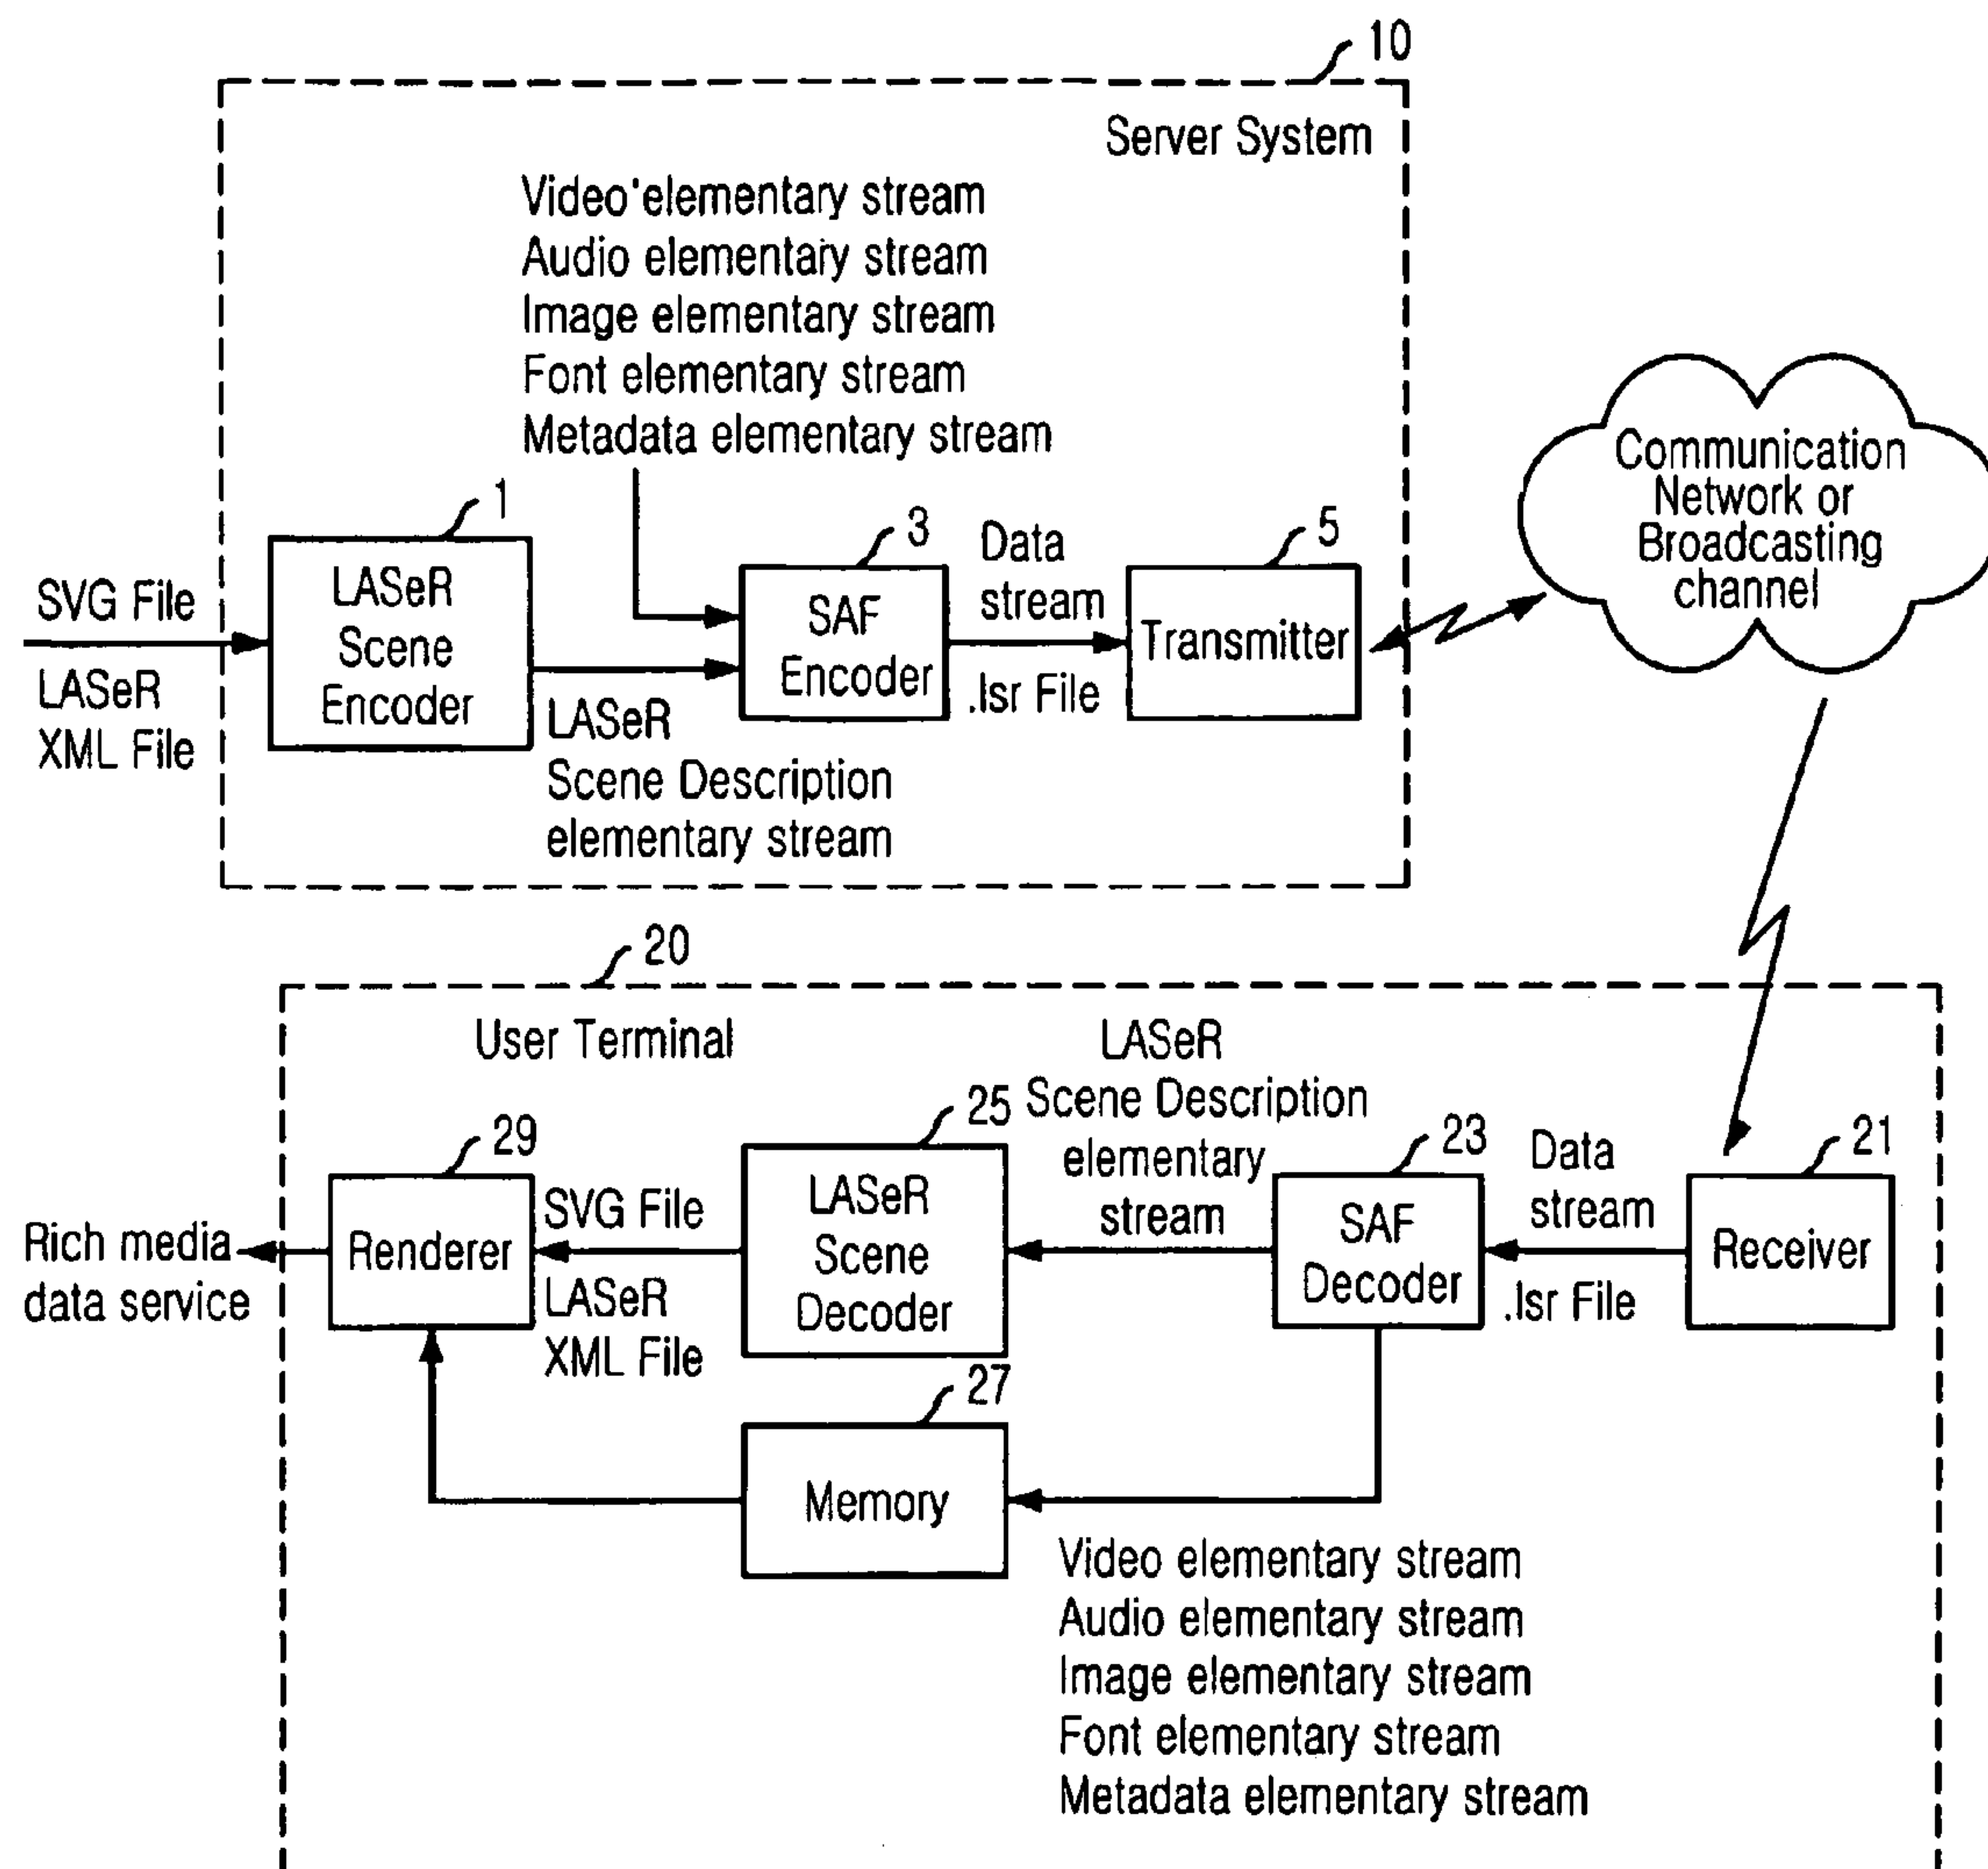 10
Server System
Video elementary stream
Audio elementary stream
Image elementary stream
Font elementary stream
Metadata elementary stream
1
3
5
SVG File
LASeR
XML File
LASeR
Scene
Encoder
LASeR
Scene Description
elementary stream
SAF
Encoder
Data
stream
.lsr File
Transmitter
Communication
Network or
Broadcasting
channel
20
User Terminal
LASeR
Scene Description
elementary
stream
29
25
23
21
Rich media
data service
Renderer
SVG File
LASeR
XML File
LASeR
Scene
Decoder
SAF
Decoder
Data
stream
.lsr File
Receiver
27
Memory
Video elementary stream
Audio elementary stream
Image elementary stream
Font elementary stream
Metadata elementary stream